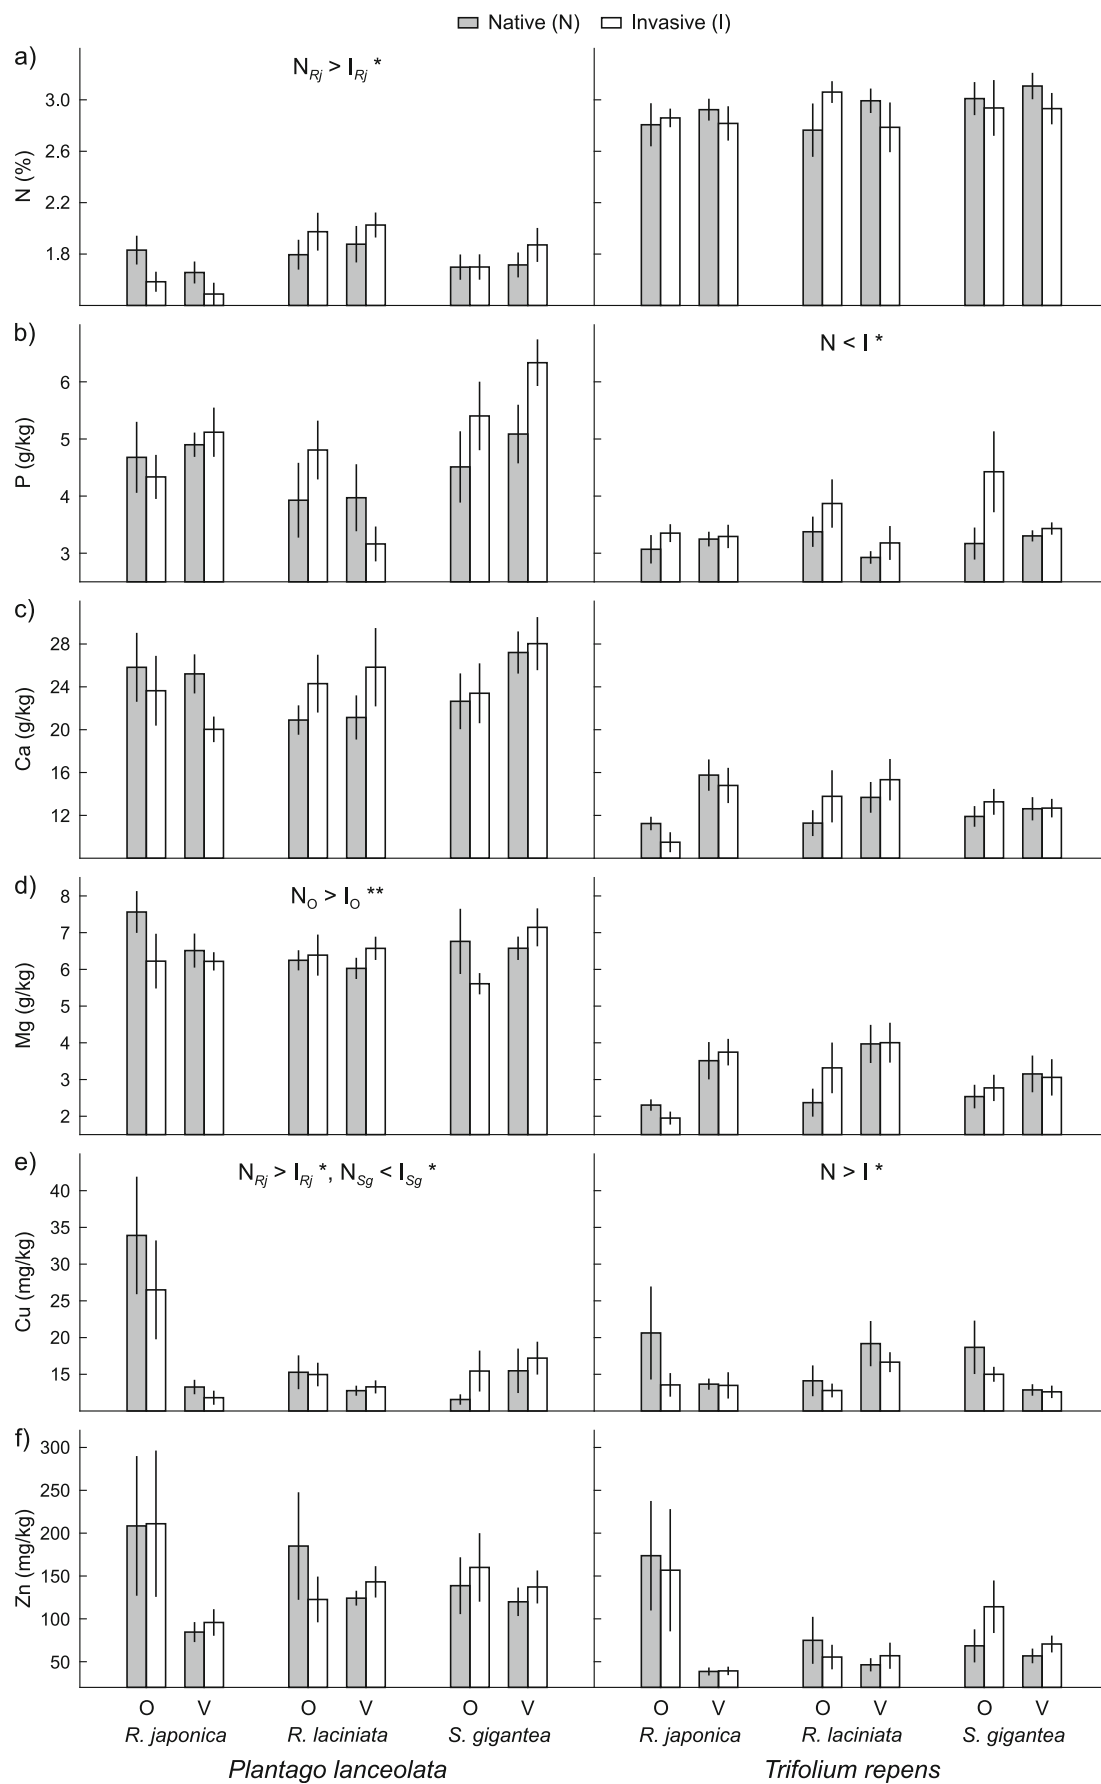 Native (N) Invasive (I)
a)
N_Rj > I_Rj * 
N (%)
3.0
2.6
2.2
1.8
b)
N < I *
P (g/kg)
6
5
4
3
c)
Ca (g/kg)
28
24
20
16
12
d)
N_O > I_O **
Mg (g/kg)
8
7
6
5
4
3
2
e)
N_Rj > I_Rj *, N_Sg < I_Sg *
N > I *
Cu (mg/kg)
40
35
30
25
20
15
f)
Zn (mg/kg)
300
250
200
150
100
50
O V O V O V O V O V O V
R. japonica R. laciniata S. gigantea R. japonica R. laciniata S. gigantea
Plantago lanceolata Trifolium repens